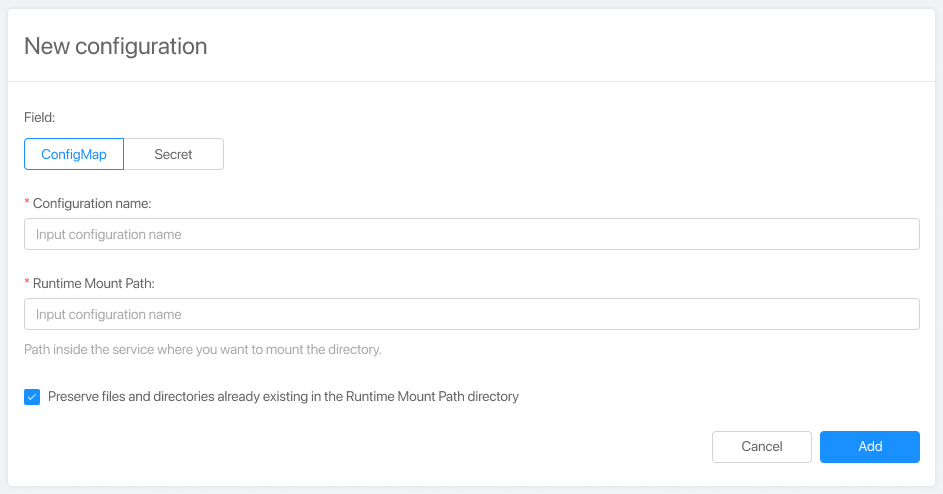 New configuration
Field:
ConfigMap Secret
* Configuration name:
Input configuration name
* Runtime Mount Path:
Input configuration name
Path inside the service where you want to mount the directory.
Preserve files and directories already existing in the Runtime Mount Path directory
Cancel Add